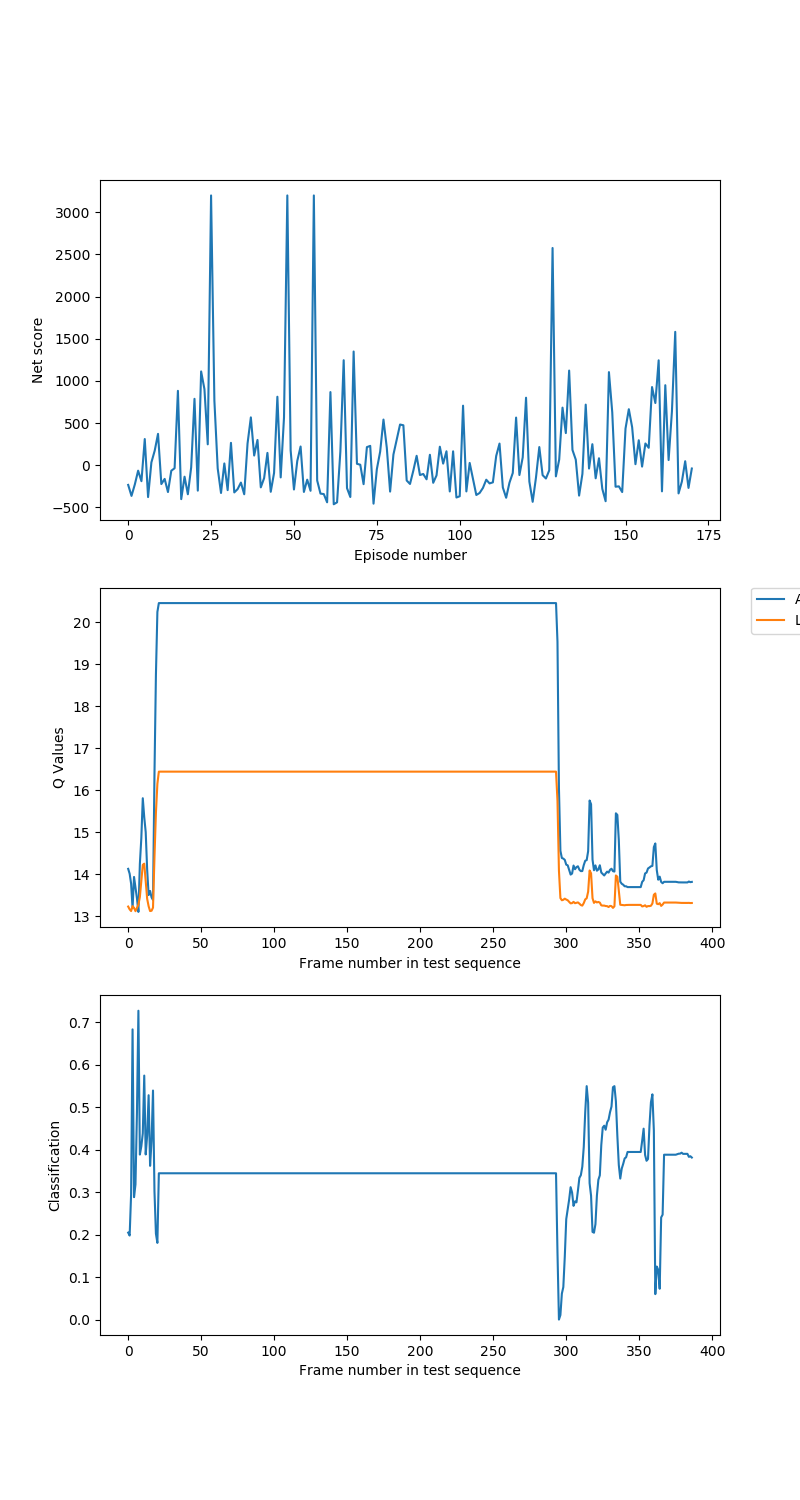 3000
2500
2000
1500
1000
500
0
−500
Net score
0 25 50 75 100 125 150 175
Episode number
20
19
18
17
16
15
14
13
Q Values
0 50 100 150 200 250 300 350 400
Frame number in test sequence
0.7
0.6
0.5
0.4
0.3
0.2
0.1
0.0
Classification
0 50 100 150 200 250 300 350 400
Frame number in test sequence